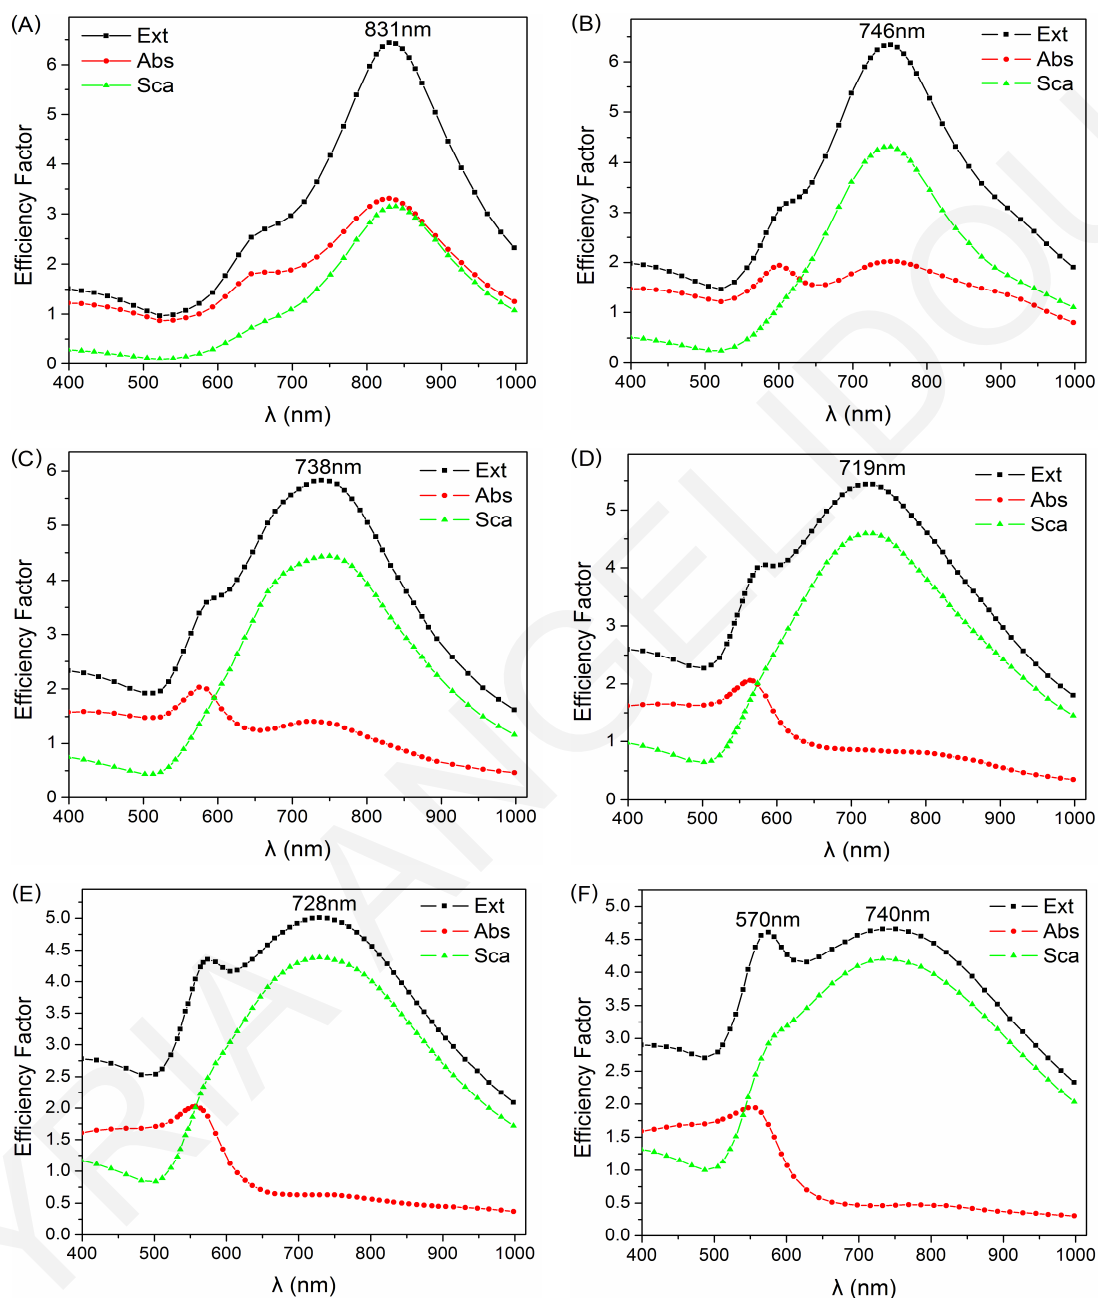 (A)
831nm
Ext
Abs
Sca
Efficiency Factor
6
5
4
3
2
1
0
400 500 600 700 800 900 1000
λ (nm)
(B)
746nm
Ext
Abs
Sca
Efficiency Factor
6
5
4
3
2
1
0
400 500 600 700 800 900 1000
λ (nm)
(C)
738nm
Ext
Abs
Sca
Efficiency Factor
6
5
4
3
2
1
0
400 500 600 700 800 900 1000
λ (nm)
(D)
719nm
Ext
Abs
Sca
Efficiency Factor
5
4
3
2
1
0
400 500 600 700 800 900 1000
λ (nm)
(E)
728nm
Ext
Abs
Sca
Efficiency Factor
5.0
4.5
4.0
3.5
3.0
2.5
2.0
1.5
1.0
0.5
0.0
400 500 600 700 800 900 1000
λ (nm)
(F)
570nm
740nm
Ext
Abs
Sca
Efficiency Factor
5.0
4.5
4.0
3.5
3.0
2.5
2.0
1.5
1.0
0.5
0.0
400 500 600 700 800 900 1000
λ (nm)
YRIA ANGELIDOU